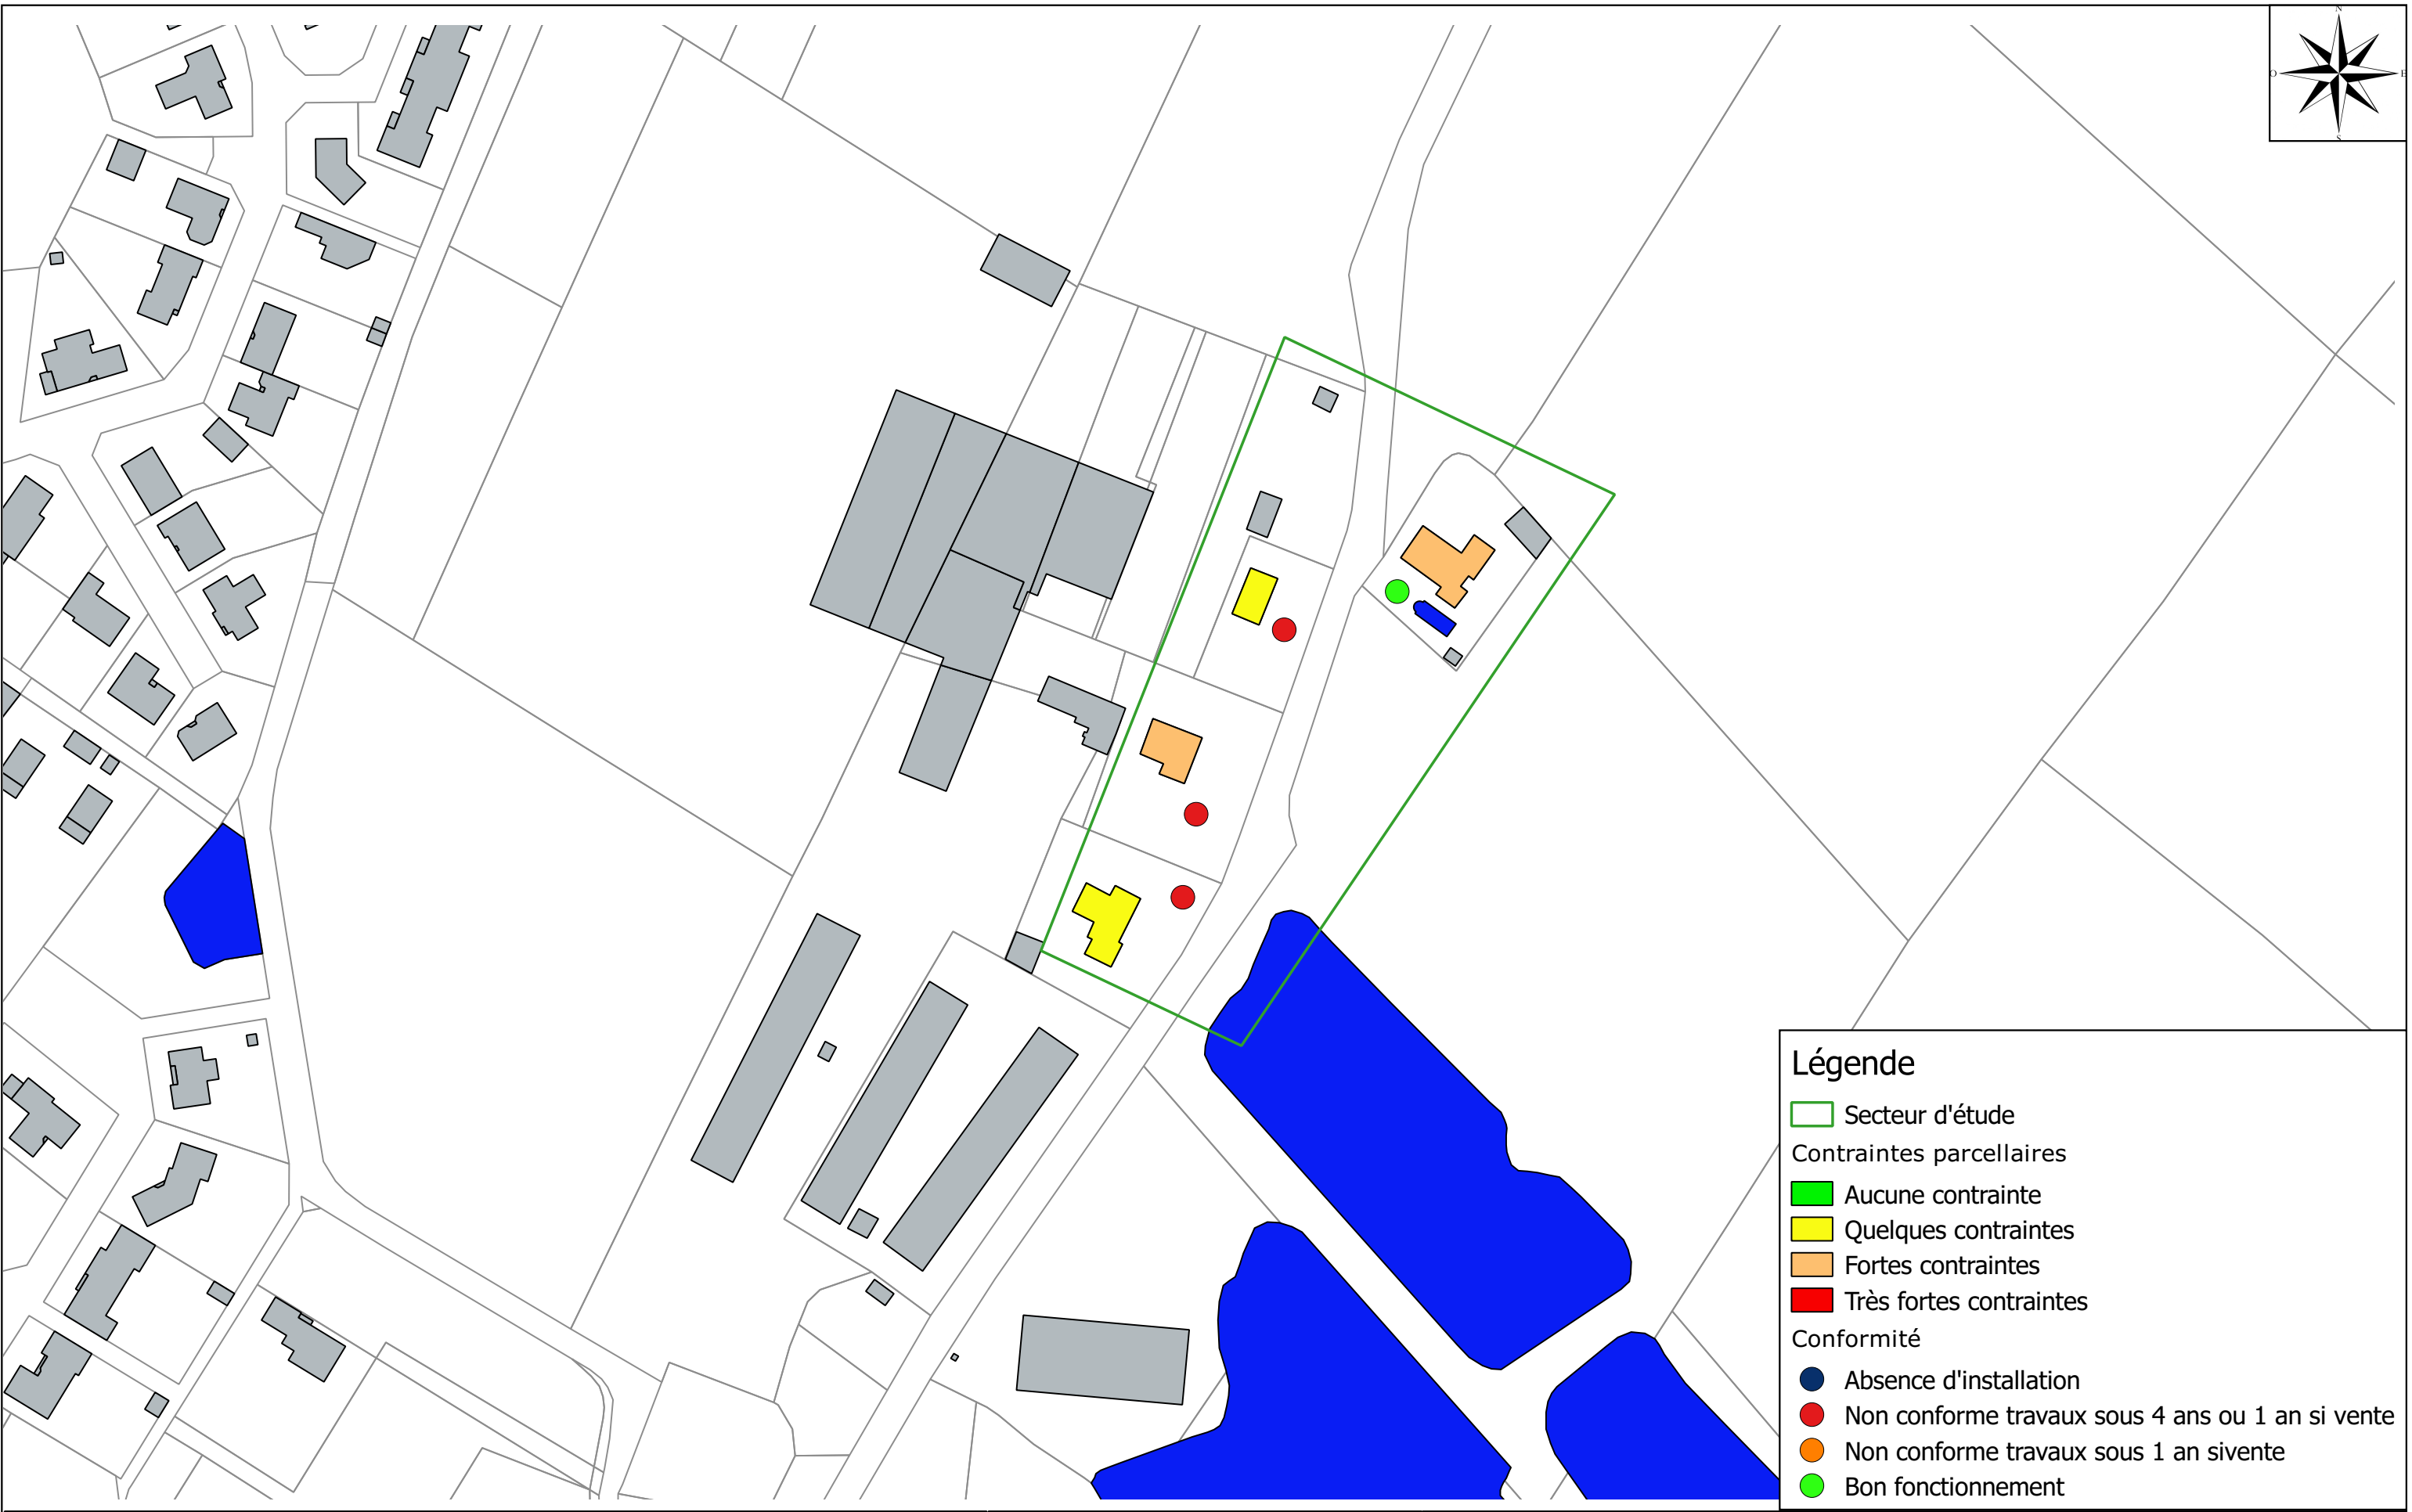 N
O
E
S
Légende
Secteur d'étude
Contraintes parcellaires
Aucune contrainte
Quelques contraintes
Fortes contraintes
Très fortes contraintes
Conformité
Absence d'installation
Non conforme travaux sous 4 ans ou 1 an si vente
Non conforme travaux sous 1 an sivente
Bon fonctionnement